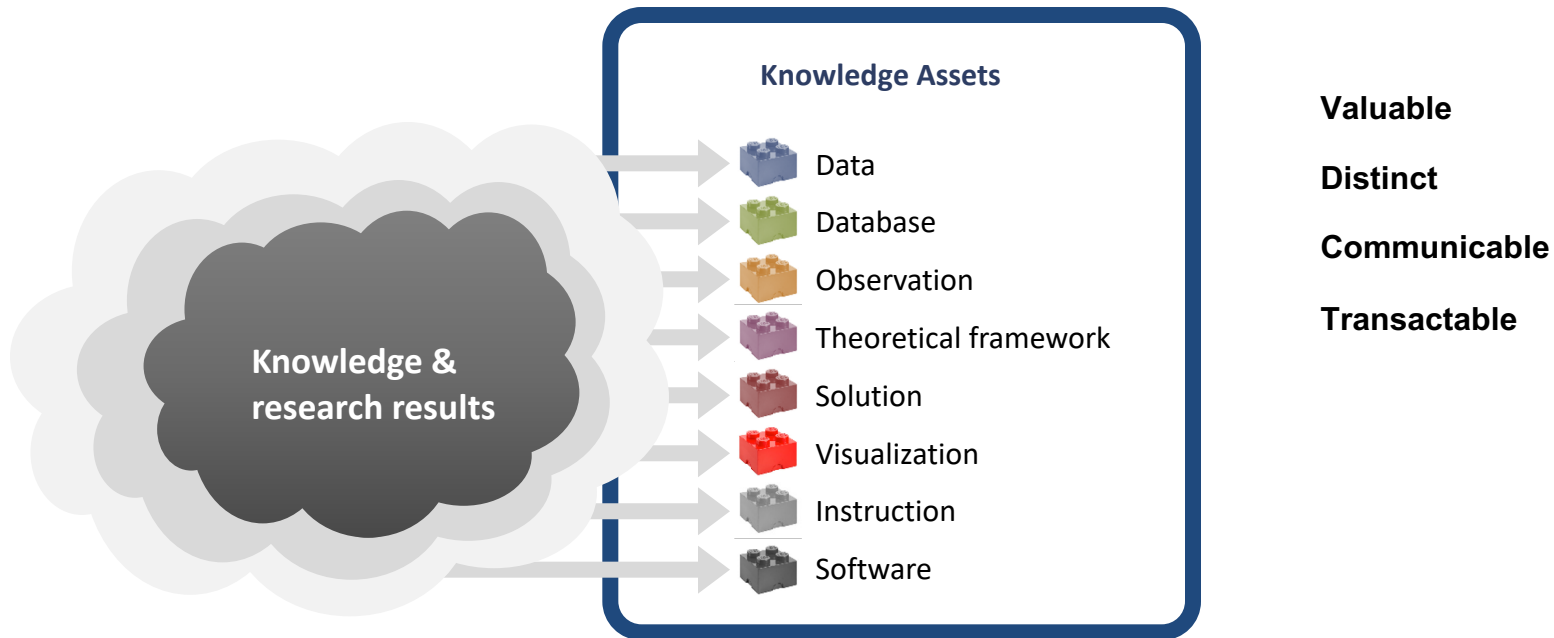 Knowledge &
research results
Knowledge Assets
Data
Database
Observation
Theoretical framework
Solution
Visualization
Instruction
Software
Valuable
Distinct
Communicable
Transactable